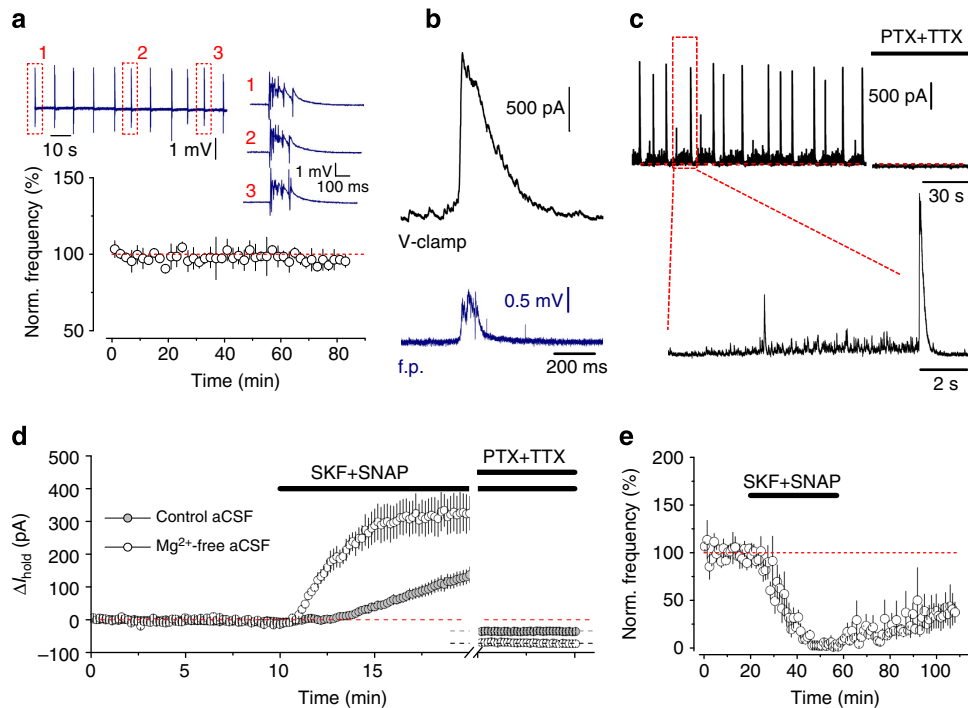 a
1 2 3
10 s
1 mV
1
2
3
1 mV
100 ms
Norm. frequency (%)
150
100
50
0 20 40 60 80
Time (min)
b
500 pA
V-clamp
0.5 mV
f.p.
200 ms
c
PTX+TTX
500 pA
30 s
2 s
d
ΔIhold (pA)
500
400
300
200
100
0
−100
SKF+SNAP
PTX+TTX
Control aCSF
Mg2+-free aCSF
0 5 10 15
Time (min)
e
Norm. frequency (%)
200
150
100
50
0
SKF+SNAP
0 20 40 60 80 100
Time (min)